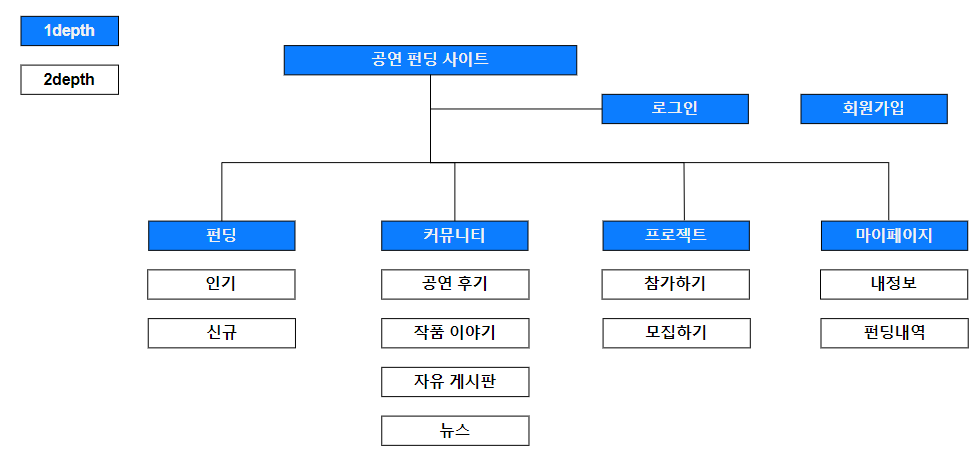 1depth
2depth
공연 펀딩 사이트
로그인
회원가입
펀딩
커뮤니티
프로젝트
마이페이지
인기
공연 후기
참가하기
내정보
신규
작품 이야기
모집하기
펀딩내역
자유 게시판
뉴스